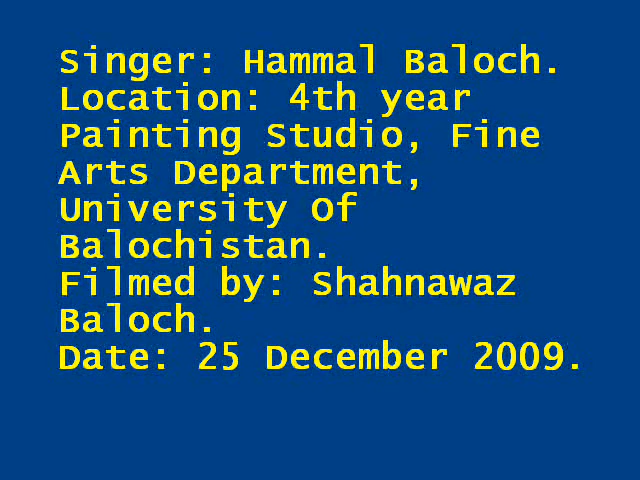 Singer: Hammal Baloch.
Location: 4th year
Painting Studio, Fine
Arts Department,
University Of
Balochistan.
Filmed by: Shahnawaz
Baloch.
Date: 25 December 2009.